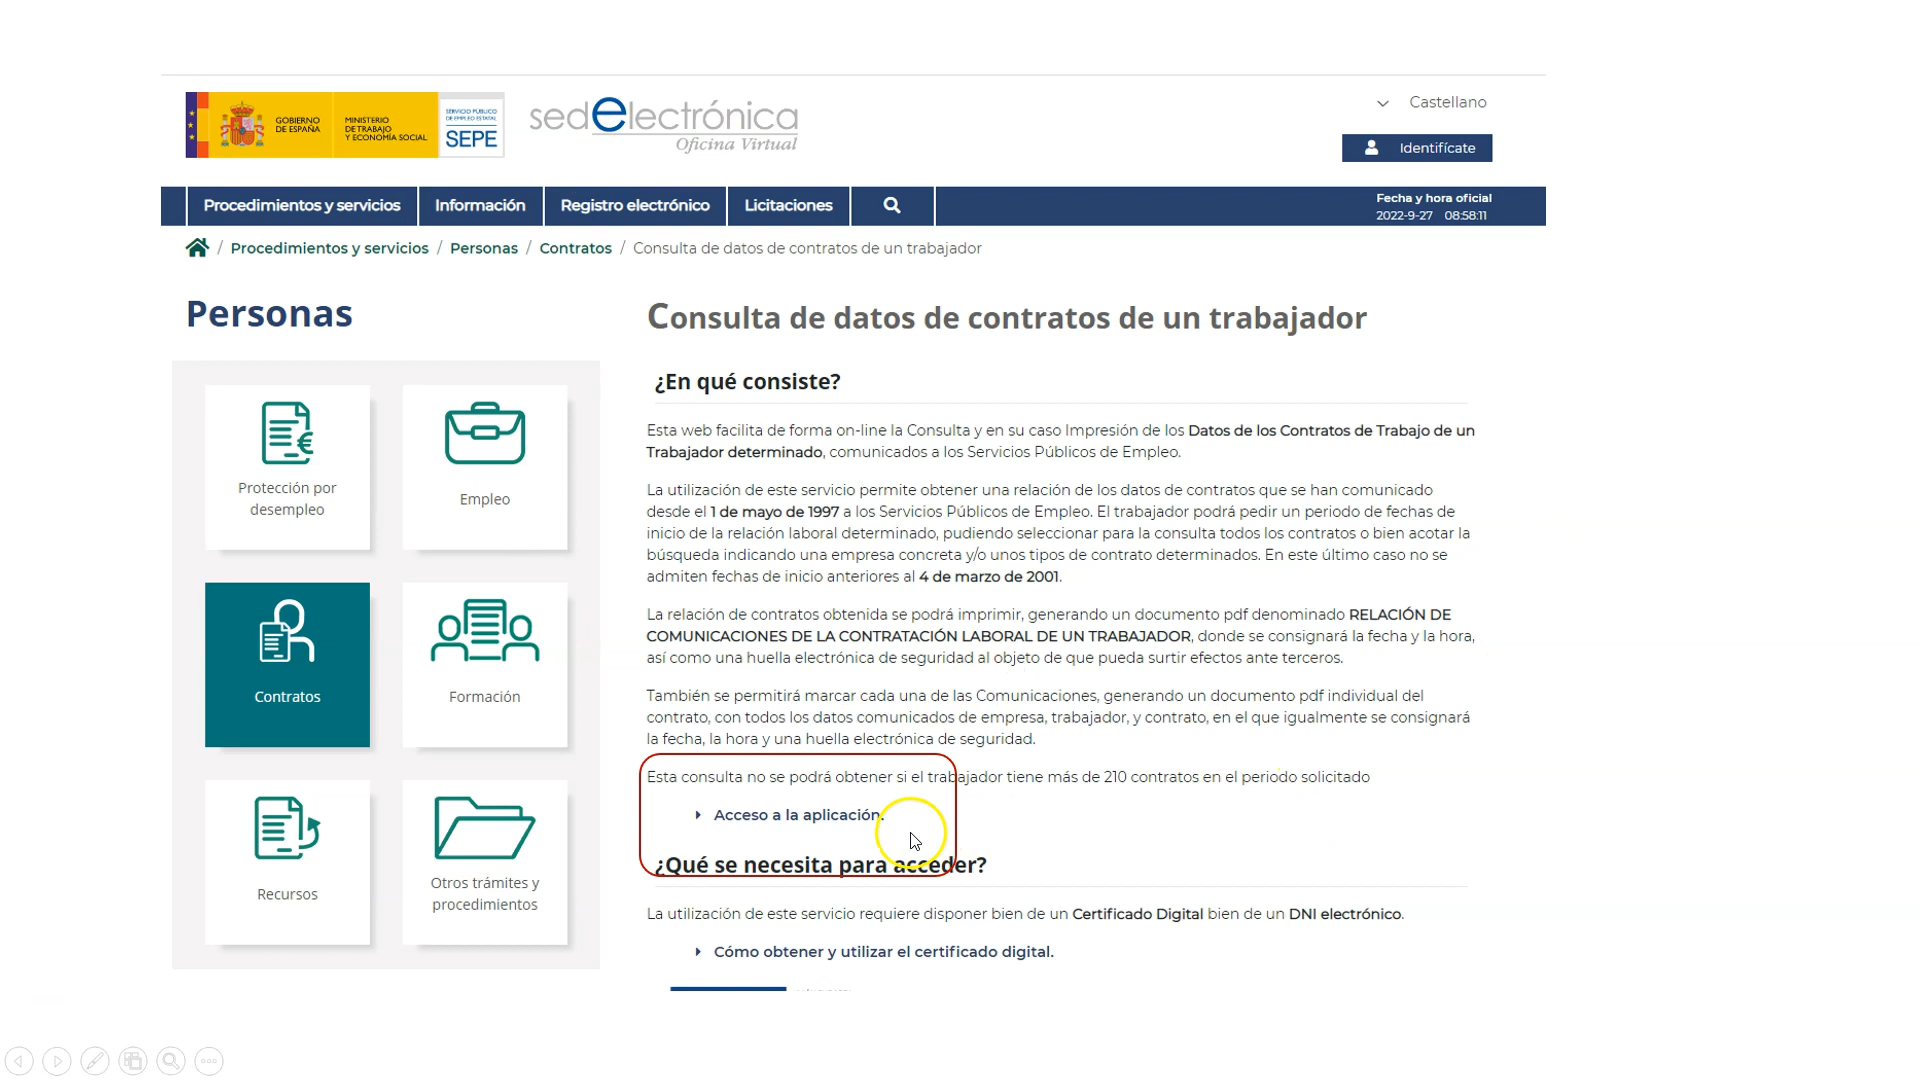 GOBIERNO
DE ESPAÑA
MINISTERIO
DE TRABAJO
Y ECONOMÍA SOCIAL
SERVICIO PÚBLICO
DE EMPLEO ESTATAL
SEPE
sedelectrónica
Oficina Virtual
Castellano
Identifícate
Procedimientos y servicios
Información
Registro electrónico
Licitaciones
Fecha y hora oficial
2022-9-27 08:58:11
/ Procedimientos y servicios / Personas / Contratos / Consulta de datos de contratos de un trabajador
Personas
Protección por
desempleo
Empleo
Contratos
Formación
Recursos
Otros trámites y
procedimientos
Consulta de datos de contratos de un trabajador
¿En qué consiste?
Esta web facilita de forma on-line la Consulta y en su caso Impresión de los Datos de los Contratos de Trabajo de un
Trabajador determinado, comunicados a los Servicios Públicos de Empleo.
La utilización de este servicio permite obtener una relación de los datos de contratos que se han comunicado
desde el 1 de mayo de 1997 a los Servicios Públicos de Empleo. El trabajador podrá pedir un periodo de fechas de
inicio de la relación laboral determinado, pudiendo seleccionar para la consulta todos los contratos o bien acotar la
búsqueda indicando una empresa concreta y/o unos tipos de contrato determinados. En este último caso no se
admiten fechas de inicio anteriores al 4 de marzo de 2001.
La relación de contratos obtenida se podrá imprimir, generando un documento pdf denominado RELACIÓN DE
COMUNICACIONES DE LA CONTRATACIÓN LABORAL DE UN TRABAJADOR, donde se consignará la fecha y la hora,
así como una huella electrónica de seguridad al objeto de que pueda surtir efectos ante terceros.
También se permitirá marcar cada una de las Comunicaciones, generando un documento pdf individual del
contrato, con todos los datos comunicados de empresa, trabajador, y contrato, en el que igualmente se consignará
la fecha, la hora y una huella electrónica de seguridad.
Esta consulta no se podrá obtener si el trabajador tiene más de 210 contratos en el periodo solicitado
Acceso a la aplicación.
¿Qué se necesita para acceder?
La utilización de este servicio requiere disponer bien de un Certificado Digital bien de un DNI electrónico.
Cómo obtener y utilizar el certificado digital.